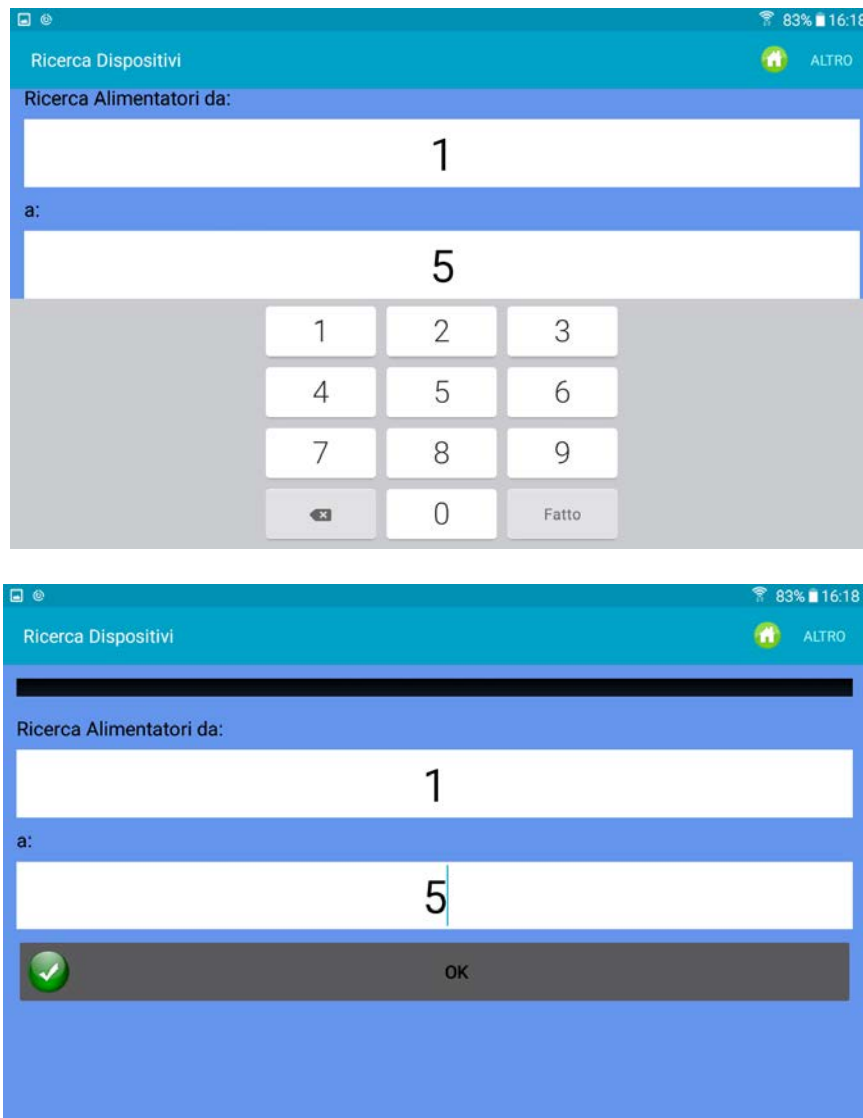 83% 16:18
Ricerca Dispositivi ALTRO
Ricerca Alimentatori da:
1
a:
5
1 2 3
4 5 6
7 8 9
0 Fatto
83% 16:18
Ricerca Dispositivi ALTRO
Ricerca Alimentatori da:
1
a:
5
OK